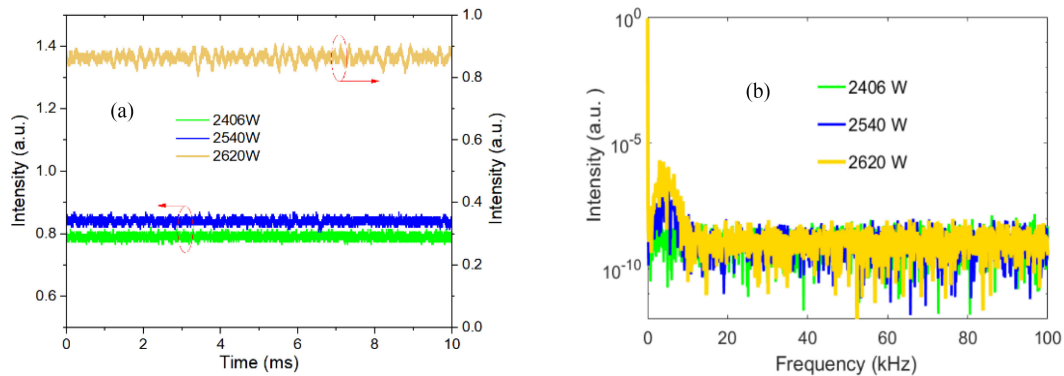 (a)
1.4
1.2
1.0
0.8
0.6
Intensity (a.u.)
1.0
0.8
0.6
0.4
0.2
0.0
Intensity (a.u.)
2406W
2540W
2620W
0 2 4 6 8 10
Time (ms)
(b)
10^0
10^-5
10^-10
Intensity (a.u.)
2406 W
2540 W
2620 W
0 20 40 60 80 100
Frequency (kHz)